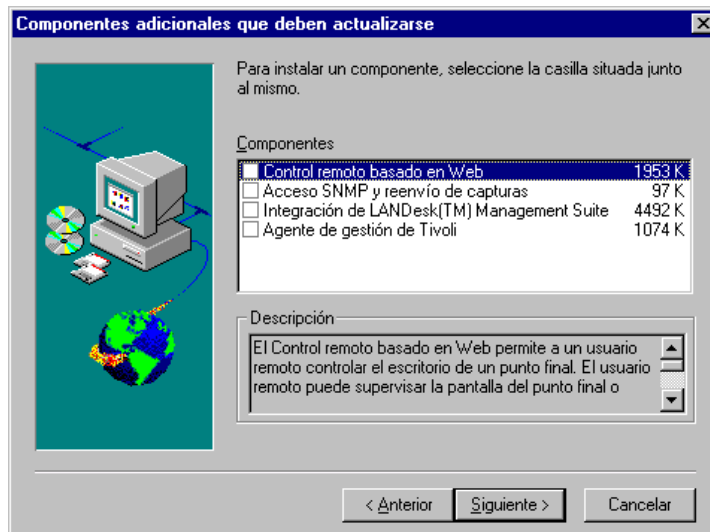 Componentes adicionales que deben actualizarse
Para instalar un componente, seleccione la casilla situada junto
al mismo.
Componentes
Control remoto basado en Web 1953 K
Acceso SNMP y reenvío de capturas 97 K
Integración de LANDesk(TM) Management Suite 4492 K
Agente de gestión de Tivoli 1074 K
Descripción
El Control remoto basado en Web permite a un usuario
remoto controlar el escritorio de un punto final. El usuario
remoto puede supervisar la pantalla del punto final o
< Anterior Siguiente > Cancelar